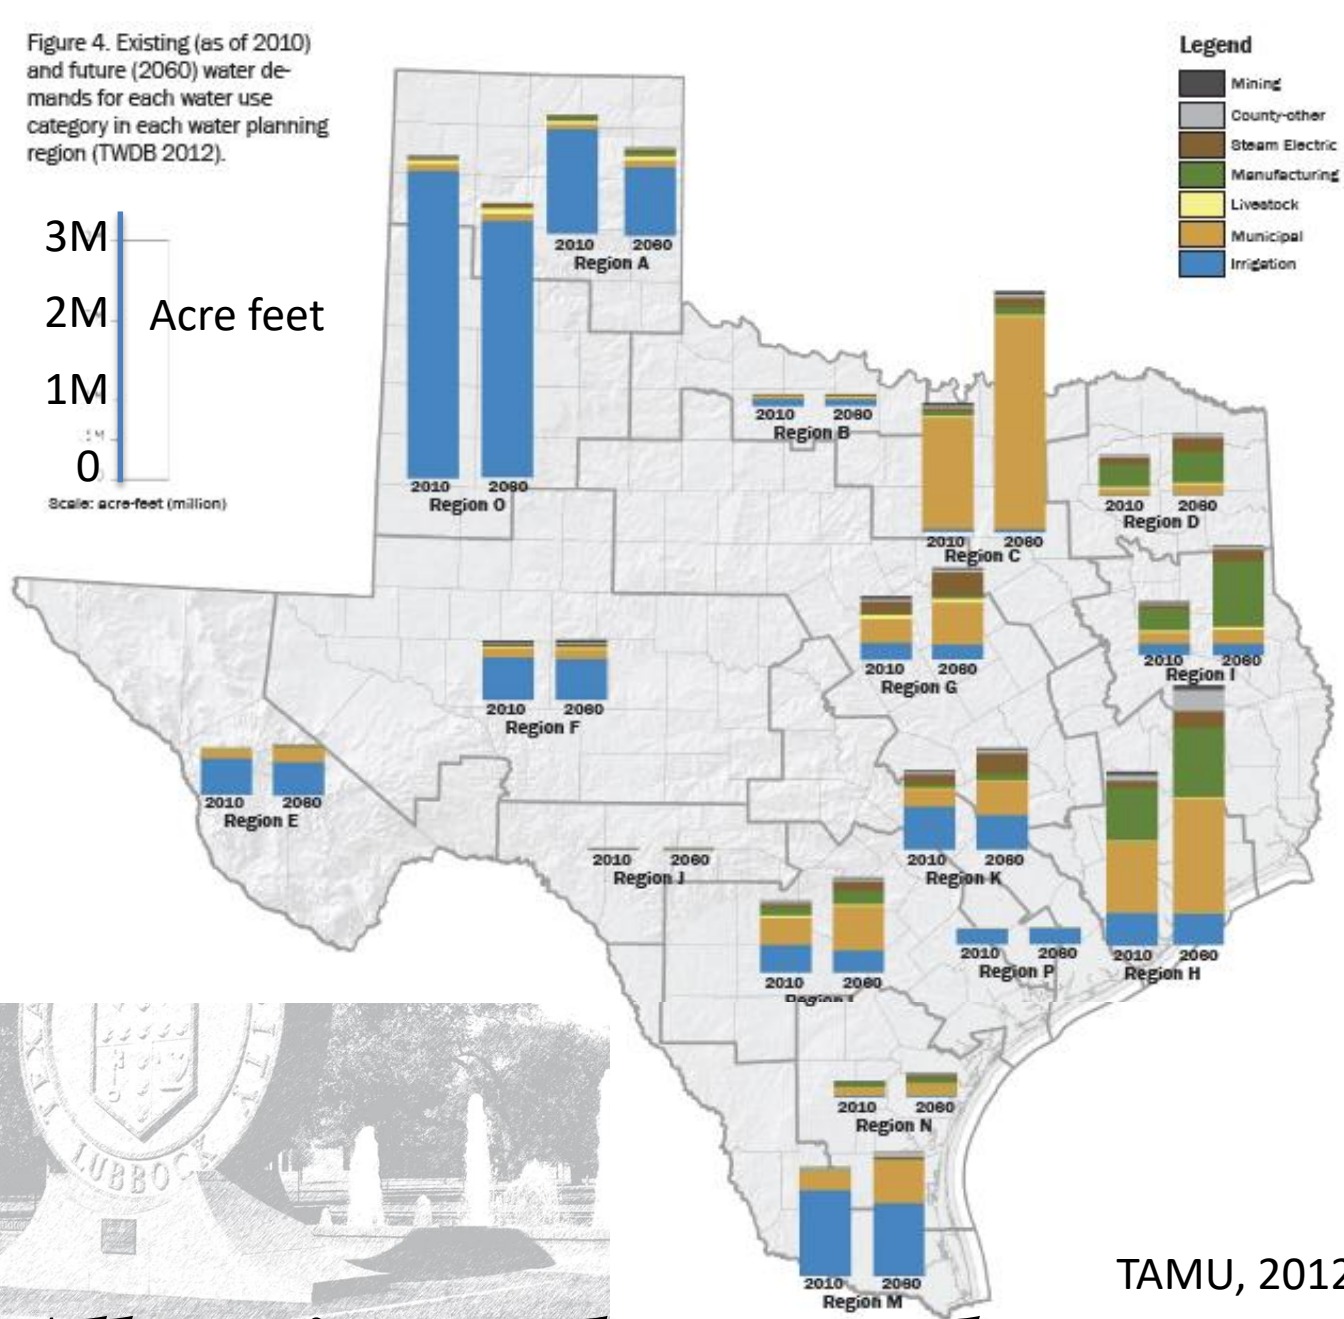 Figure 4. Existing (as of 2010)
and future (2060) water de-
mands for each water use
category in each water planning
region (TWDB 2012).
Legend
Mining
County-other
Steam Electric
Manufacturing
Livestock
Municipal
Irrigation
3M
2M
Acre feet
1M
0
Scale: acre-feet (million)
2010 2060
Region A
2010 2060
Region O
2010 2060
Region B
2010 2060
Region C
2010 2060
Region D
2010 2060
Region G
2010 2060
Region I
2010 2060
Region F
2010 2060
Region E
2010 2060
Region J
2010 2060
Region K
2010 2060
Region L
2010 2060
Region P
2010 2060
Region H
2010 2060
Region N
2010 2060
Region M
LUBBOC
TAMU, 2012